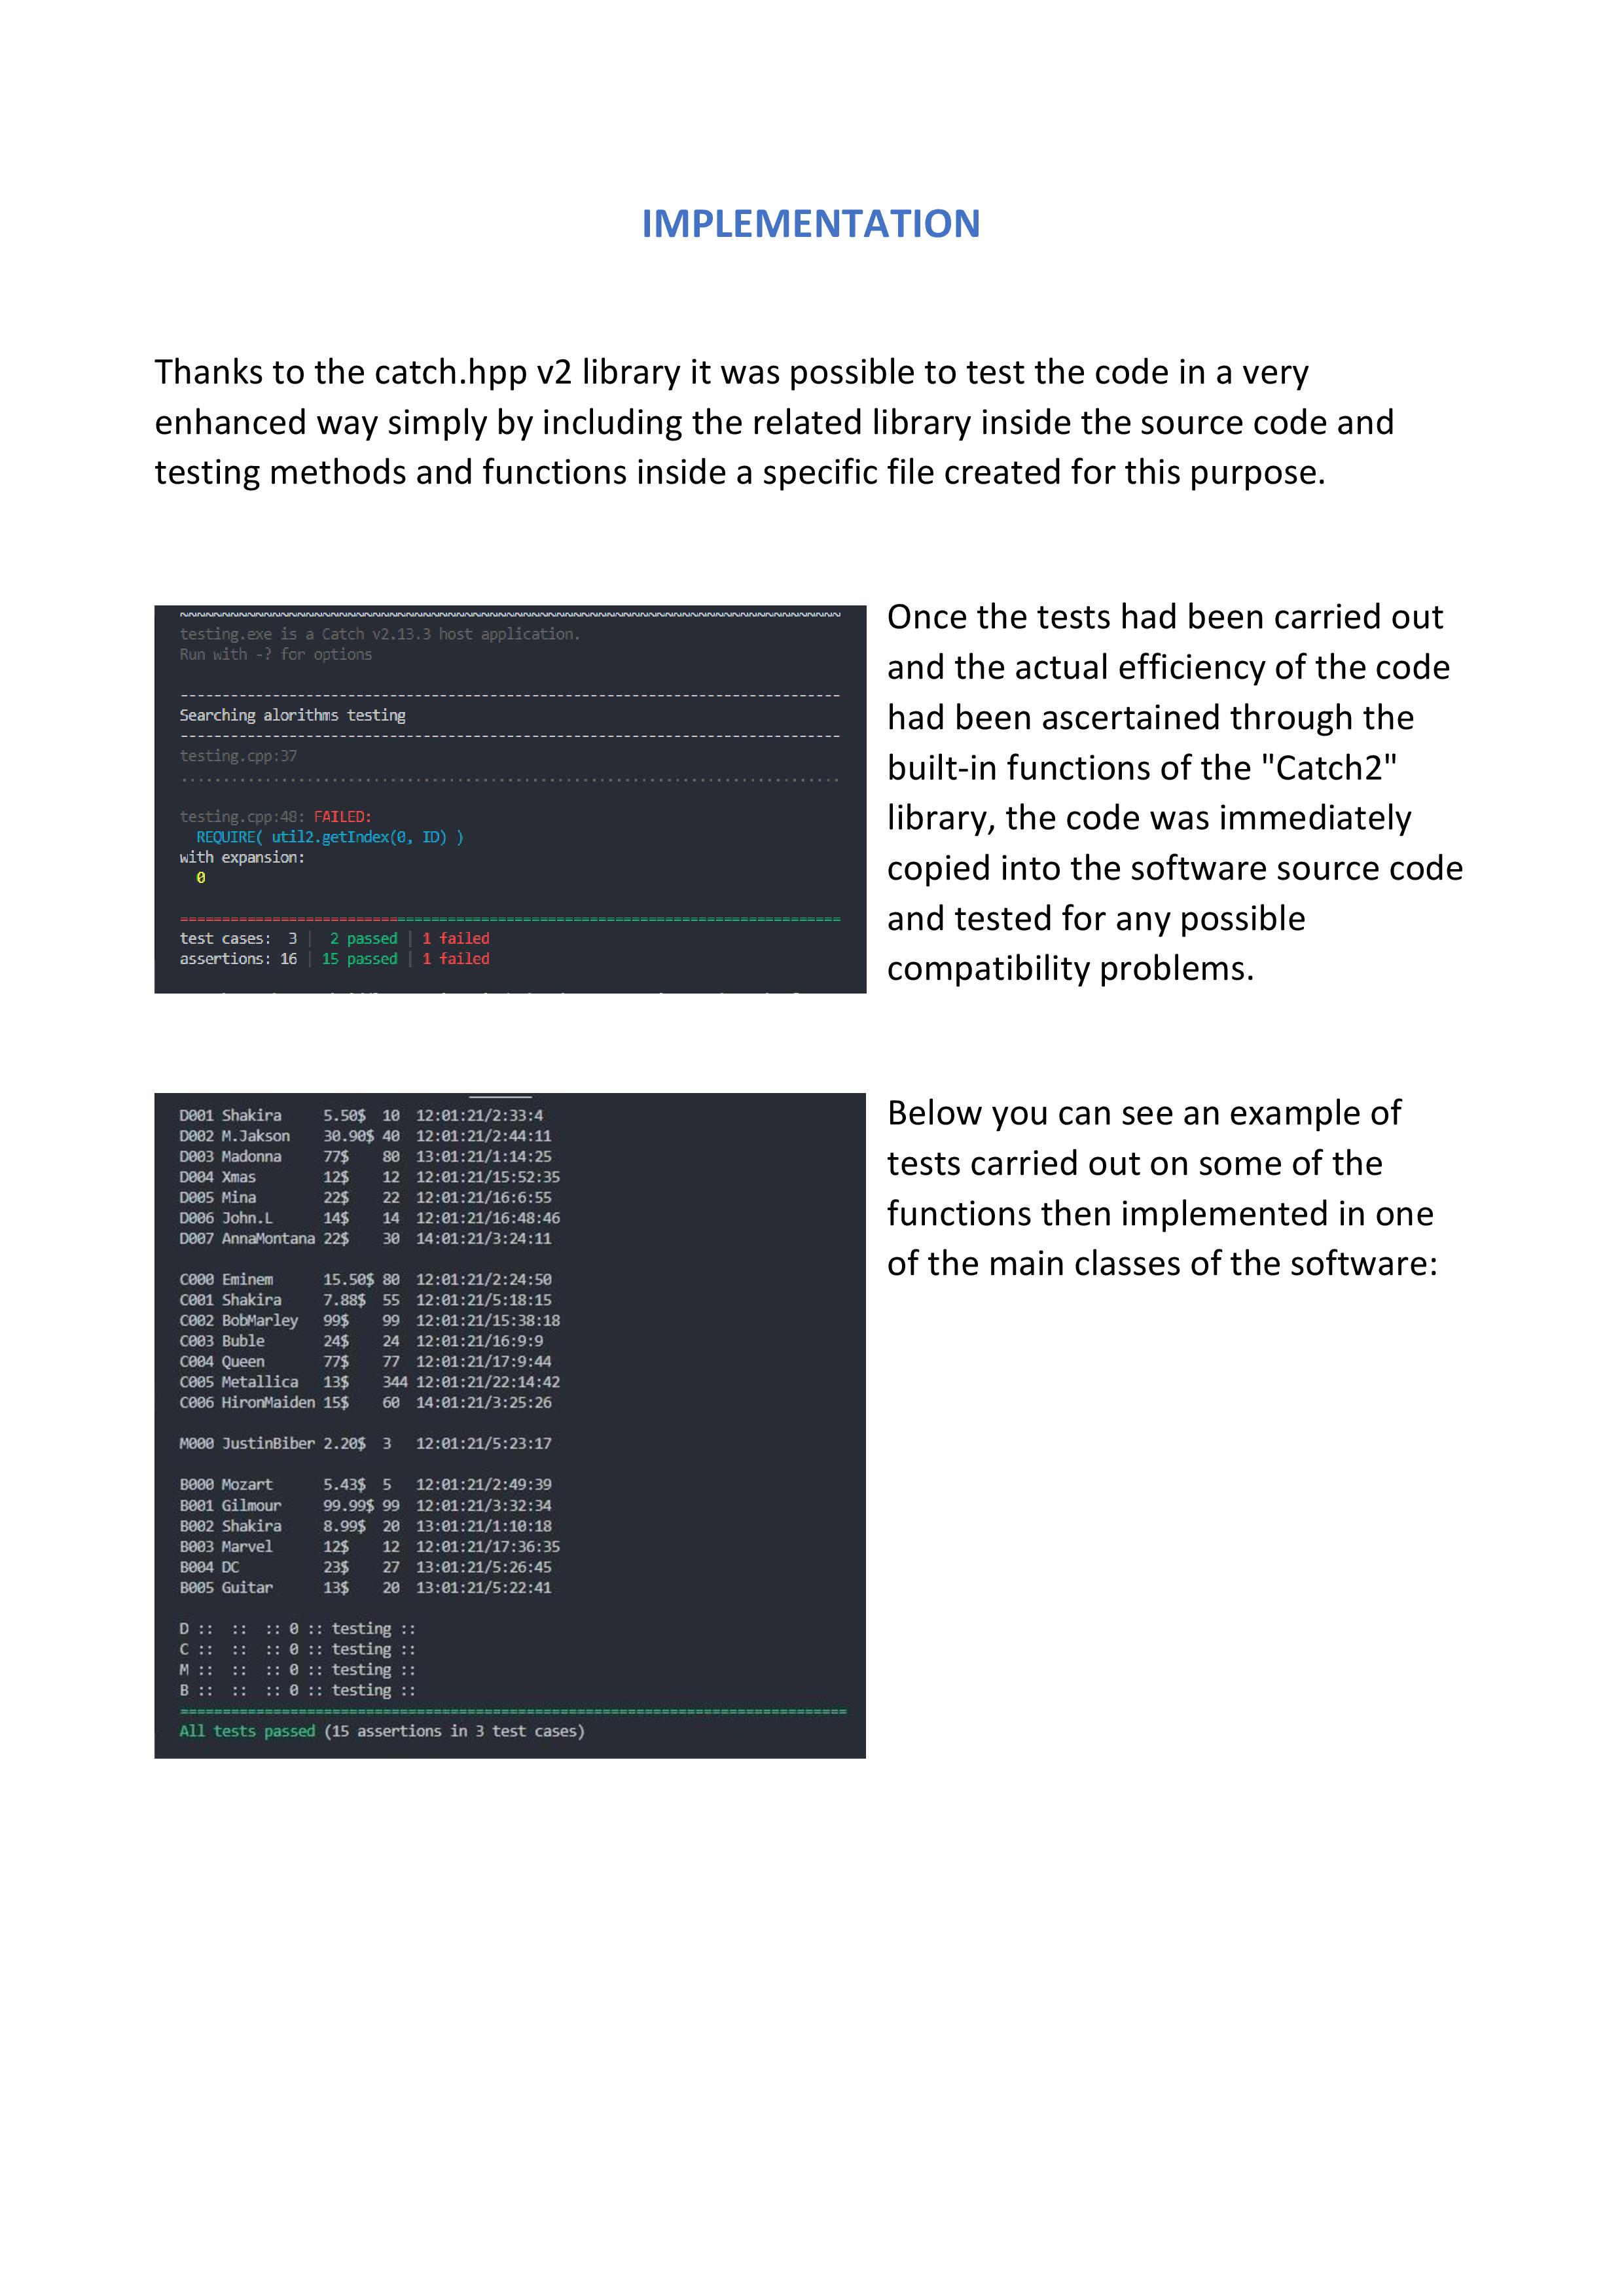 IMPLEMENTATION
Thanks to the catch.hpp v2 library it was possible to test the code in a very
enhanced way simply by including the related library inside the source code and
testing methods and functions inside a specific file created for this purpose.
~~~~~~~~~~~~~~~~~~~~~~~~~~~~~~~~~~~~~~~~~~~~~~~~~~~~~~~~~~~~~~~~~~~~~~~~~~~~~~~
testing.exe is a Catch v2.13.3 host application.
Run with -? for options
-------------------------------------------------------------------------------
Searching alorithms testing
-------------------------------------------------------------------------------
testing.cpp:37
...............................................................................
testing.cpp:48: FAILED:
REQUIRE( util2.getIndex(0, ID) )
with expansion:
0
===============================================================================
test cases: 3 | 2 passed | 1 failed
assertions: 16 | 15 passed | 1 failed
Once the tests had been carried out
and the actual efficiency of the code
had been ascertained through the
built-in functions of the "Catch2"
library, the code was immediately
copied into the software source code
and tested for any possible
compatibility problems.
D001 Shakira 5.50$ 10 12:01:21/2:33:4
D002 M.Jakson 30.90$ 40 12:01:21/2:44:11
D003 Madonna 77$ 80 13:01:21/1:14:25
D004 Xmas 12$ 12 12:01:21/15:52:35
D005 Mina 22$ 22 12:01:21/16:6:55
D006 John.L 14$ 14 12:01:21/16:48:46
D007 AnnaMontana 22$ 30 14:01:21/3:24:11
C000 Eminem 15.50$ 80 12:01:21/2:24:50
C001 Shakira 7.88$ 55 12:01:21/5:18:15
C002 BobMarley 99$ 99 12:01:21/15:38:18
C003 Buble 24$ 24 12:01:21/16:9:9
C004 Queen 77$ 77 12:01:21/17:9:44
C005 Metallica 13$ 344 12:01:21/22:14:42
C006 HironMaiden 15$ 60 14:01:21/3:25:26
M000 JustinBiber 2.20$ 3 12:01:21/5:23:17
B000 Mozart 5.43$ 5 12:01:21/2:49:39
B001 Gilmour 99.99$ 99 12:01:21/3:32:34
B002 Shakira 8.99$ 20 13:01:21/1:10:18
B003 Marvel 12$ 12 12:01:21/17:36:35
B004 DC 23$ 27 13:01:21/5:26:45
B005 Guitar 13$ 20 13:01:21/5:22:41
D :: :: :: 0 :: testing ::
C :: :: :: 0 :: testing ::
M :: :: :: 0 :: testing ::
B :: :: :: 0 :: testing ::
===============================================================================
All tests passed (15 assertions in 3 test cases)
Below you can see an example of
tests carried out on some of the
functions then implemented in one
of the main classes of the software: